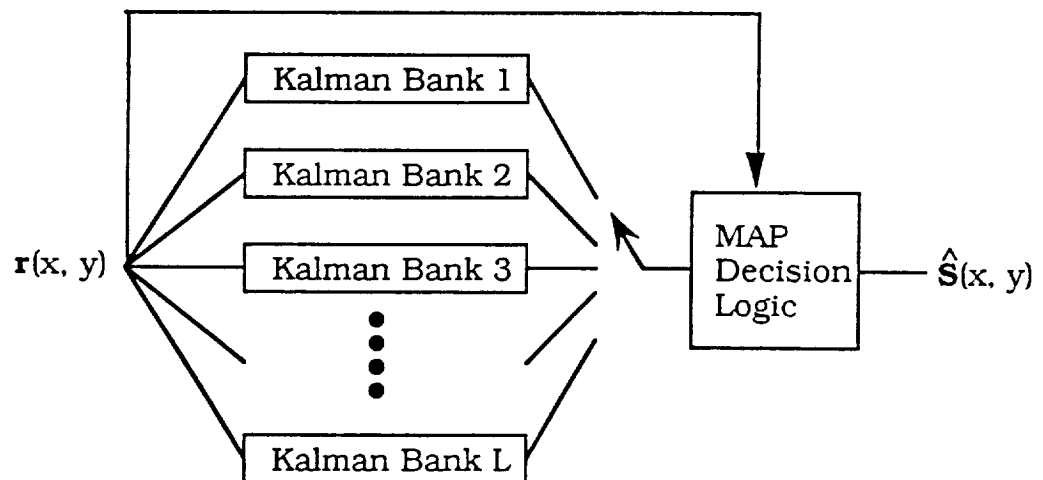 Kalman Bank 1
Kalman Bank 2
r(x, y)
Kalman Bank 3
Kalman Bank L
MAP
Decision
Logic
Ŝ(x, y)